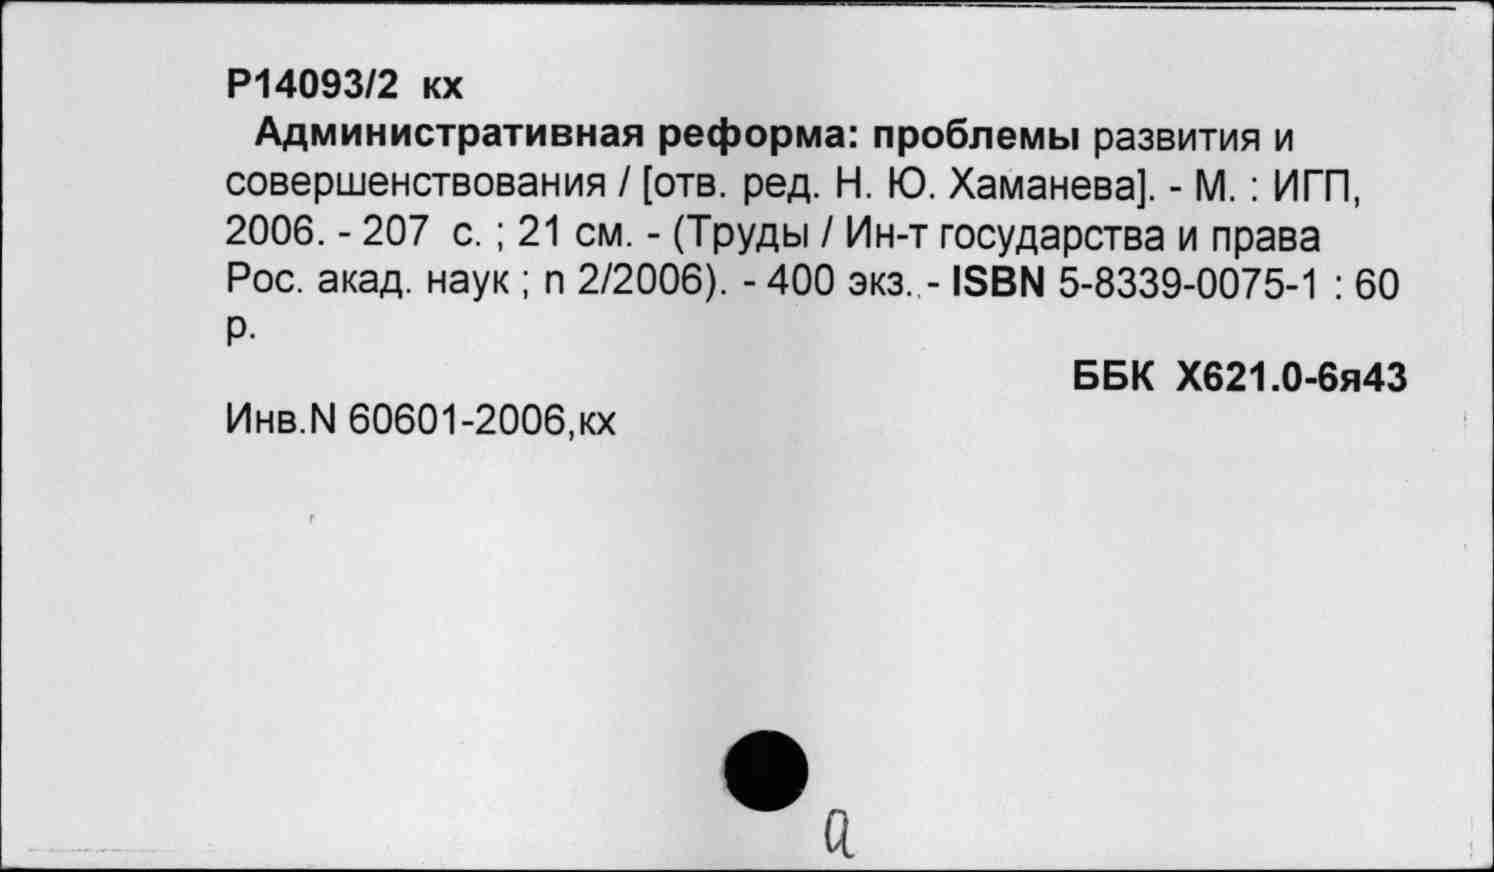 Р14093/2 кх
Административная реформа: проблемы развития и
совершенствования / [отв. ред. Н. Ю. Хаманева]. - М. : ИГП,
2006. - 207 с. ; 21 см. - (Труды / Ин-т государства и права
Рос. акад. наук ; n 2/2006). - 400 экз. - ISBN 5-8339-0075-1 : 60
р.
ББК Х621.0-6я43
Инв.N 60601-2006,кх
а